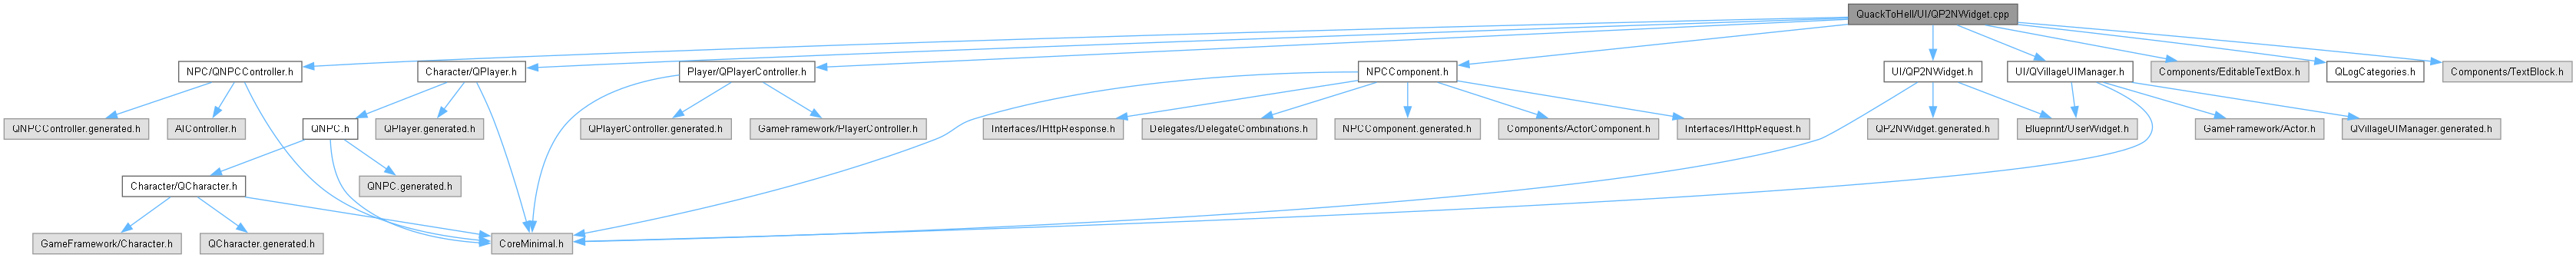 QuackToHell/UI/QP2NWidget.cpp
NPC/QNPCController.h
Character/QPlayer.h
Player/QPlayerController.h
NPCComponent.h
UI/QP2NWidget.h
UI/QVillageUIManager.h
Components/EditableTextBox.h
QLogCategories.h
Components/TextBlock.h
QNPCController.generated.h
AIController.h
QNPC.h
QPlayer.generated.h
QPlayerController.generated.h
GameFramework/PlayerController.h
Interfaces/IHttpResponse.h
Delegates/DelegateCombinations.h
NPCComponent.generated.h
Components/ActorComponent.h
Interfaces/IHttpRequest.h
QP2NWidget.generated.h
Blueprint/UserWidget.h
GameFramework/Actor.h
QVillageUIManager.generated.h
Character/QCharacter.h
QNPC.generated.h
GameFramework/Character.h
QCharacter.generated.h
CoreMinimal.h